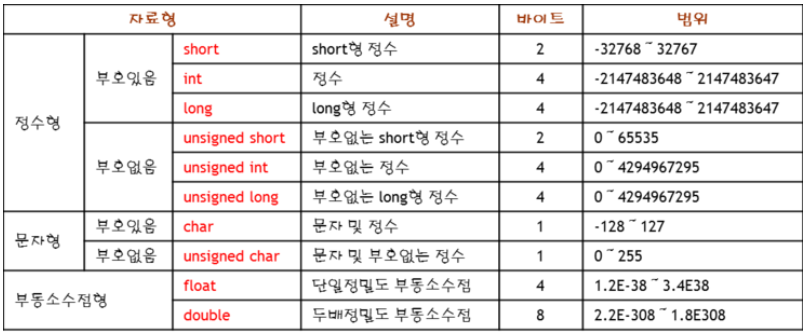 자료형 설명 바이트 범위
short short형 정수 2 -32768 ~ 32767
부호있음 int 정수 4 -2147483648 ~ 2147483647
long long형 정수 4 -2147483648 ~ 2147483647
정수형
unsigned short 부호없는 short형 정수 2 0 ~ 65535
부호없음 unsigned int 부호없는 정수 4 0 ~ 4294967295
unsigned long 부호없는 long형 정수 4 0 ~ 4294967295
문자형 부호있음 char 문자 및 정수 1 -128 ~ 127
부호없음 unsigned char 문자 및 부호없는 정수 1 0 ~ 255
부동소수점형 float 단일정밀도 부동소수점 4 1.2E-38 ~ 3.4E38
double 두배정밀도 부동소수점 8 2.2E-308 ~ 1.8E308